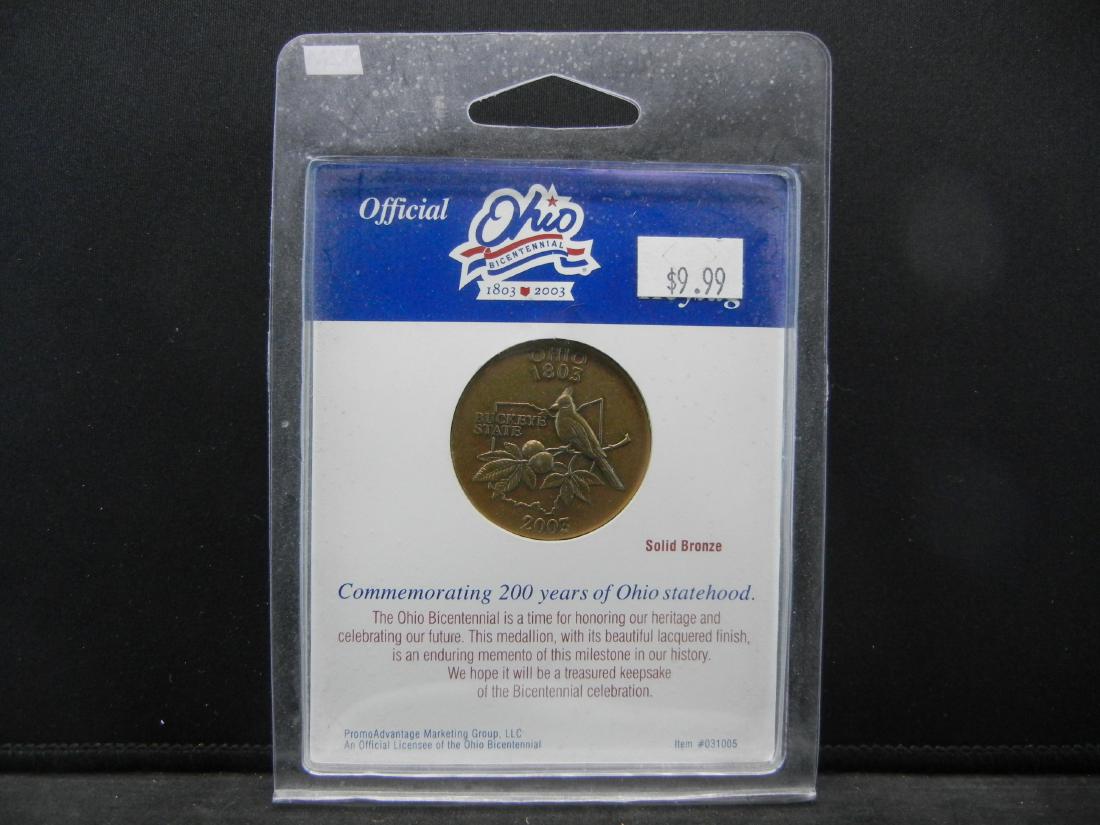 Official
Ohio
BICENTENNIAL
1803 2003
$9.99
OHIO
1803
BUCKEYE
STATE
2003
Solid Bronze
Commemorating 200 years of Ohio statehood.
The Ohio Bicentennial is a time for honoring our heritage and
celebrating our future. This medallion, with its beautiful lacquered finish,
is an enduring memento of this milestone in our history.
We hope it will be a treasured keepsake
of the Bicentennial celebration.
PromoAdvantage Marketing Group, LLC
An Official Licensee of the Ohio Bicentennial
Item #031005